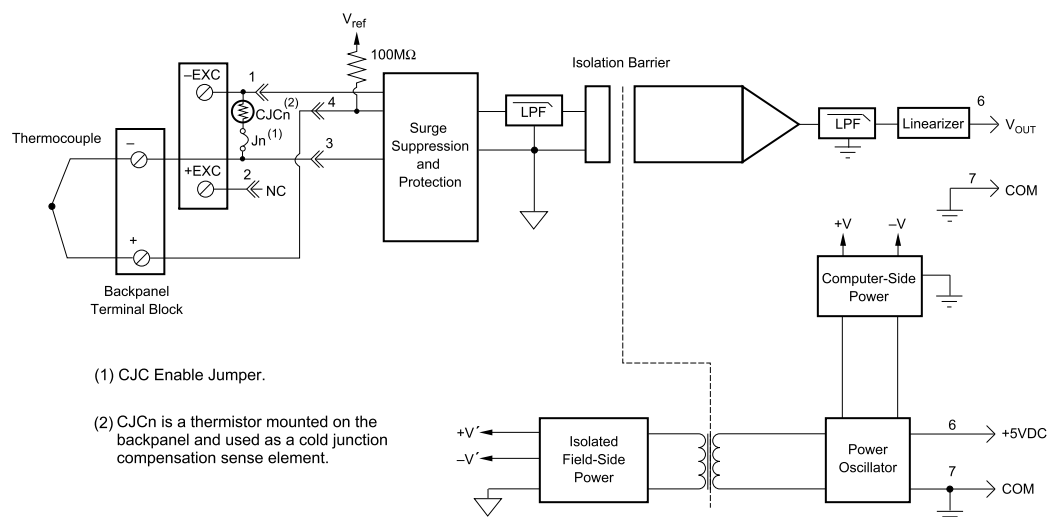 V_ref
100MΩ
Isolation Barrier
–EXC
1
CJCn(2)
4
Thermocouple
Jn(1)
–
3
+EXC
2
NC
+
Backpanel
Terminal Block
Surge
Suppression
and
Protection
LPF
LPF
Linearizer
6
V_OUT
7
COM
+V
–V
Computer-Side
Power
(1) CJC Enable Jumper.
(2) CJCn is a thermistor mounted on the
backpanel and used as a cold junction
compensation sense element.
+V´
–V´
Isolated
Field-Side
Power
Power
Oscillator
6
+5VDC
7
COM